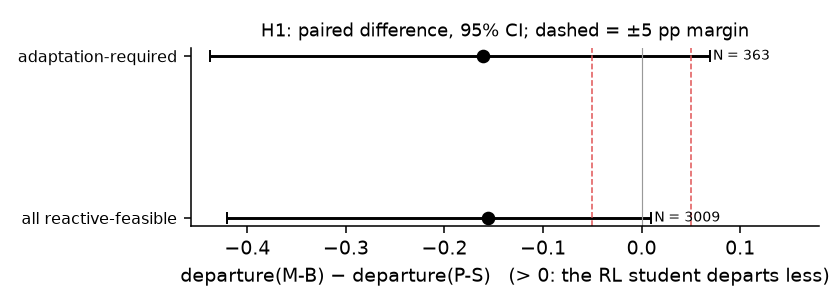 H1: paired difference, 95% CI; dashed = ±5 pp margin
adaptation-required
N = 363
all reactive-feasible
N = 3009
−0.4 −0.3 −0.2 −0.1 0.0 0.1
departure(M-B) − departure(P-S) (> 0: the RL student departs less)